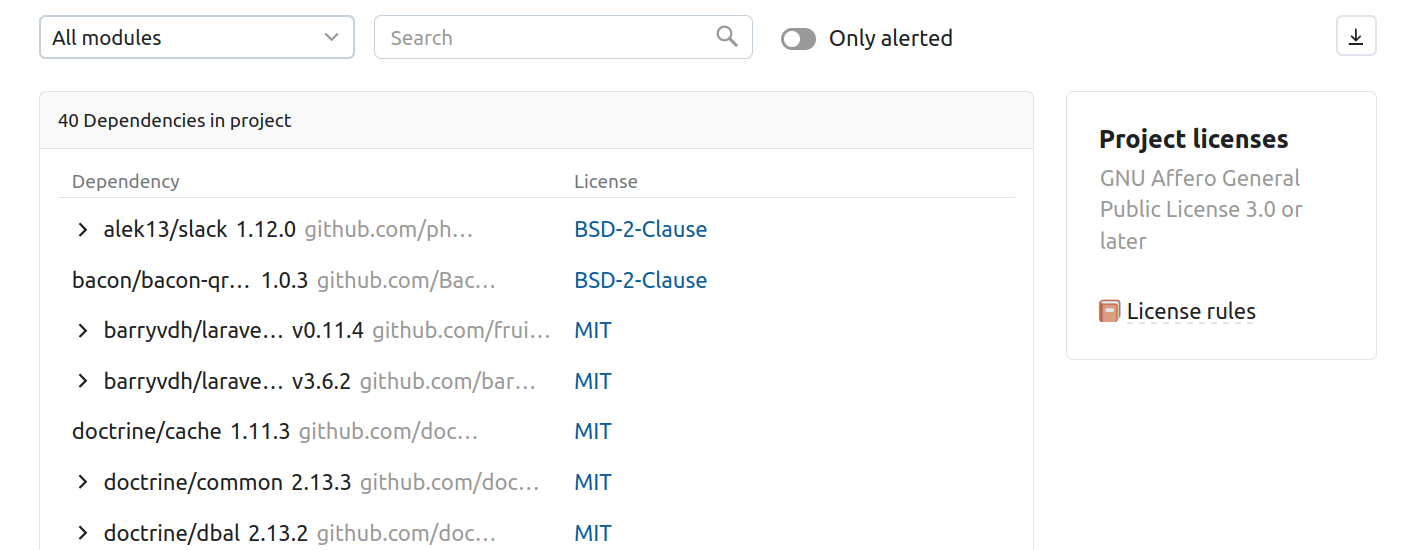 All modules
Search
Only alerted
40 Dependencies in project
Dependency License
alek13/slack 1.12.0 github.com/ph… BSD-2-Clause
bacon/bacon-qr… 1.0.3 github.com/Bac… BSD-2-Clause
barryvdh/larave… v0.11.4 github.com/frui… MIT
barryvdh/larave… v3.6.2 github.com/bar… MIT
doctrine/cache 1.11.3 github.com/doc… MIT
doctrine/common 2.13.3 github.com/doc… MIT
doctrine/dbal 2.13.2 github.com/doc… MIT
Project licenses
GNU Affero General
Public License 3.0 or
later
License rules